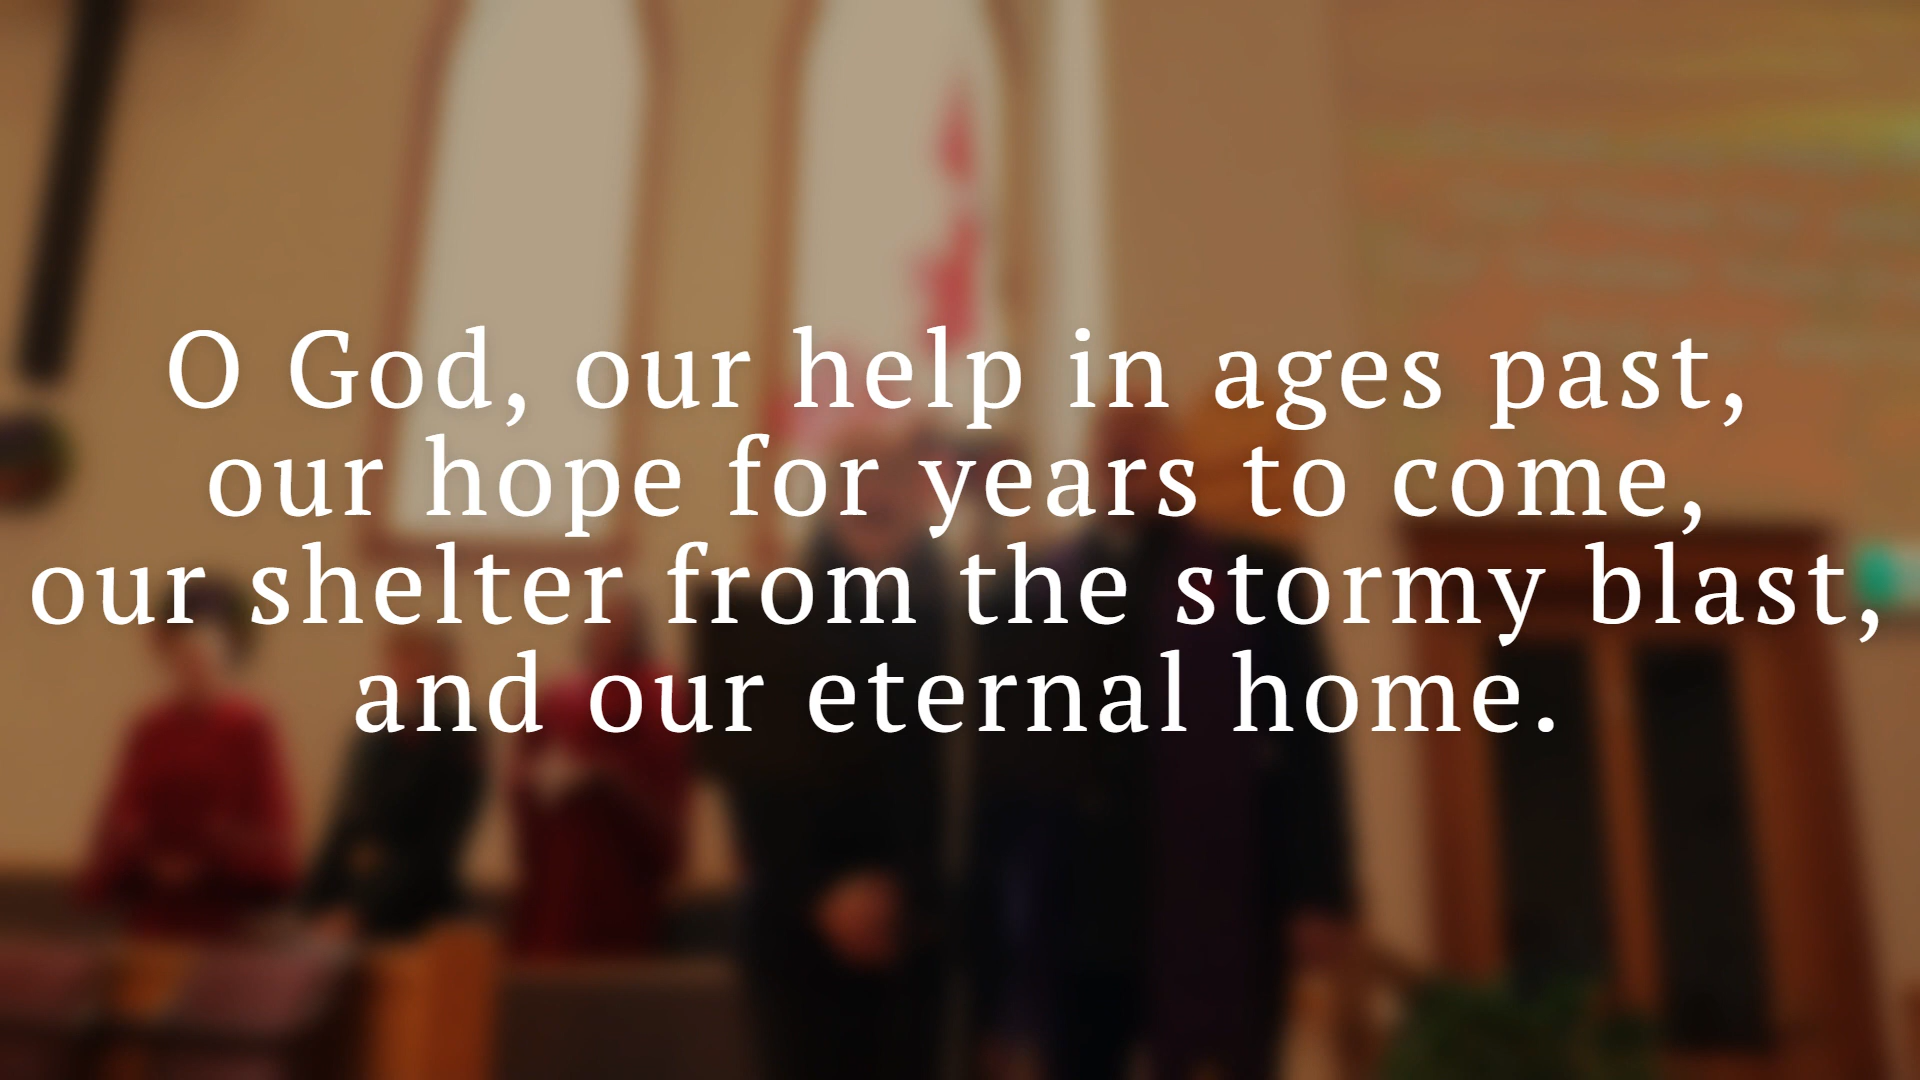 O God, our help in ages past,
our hope for years to come,
our shelter from the stormy blast,
and our eternal home.